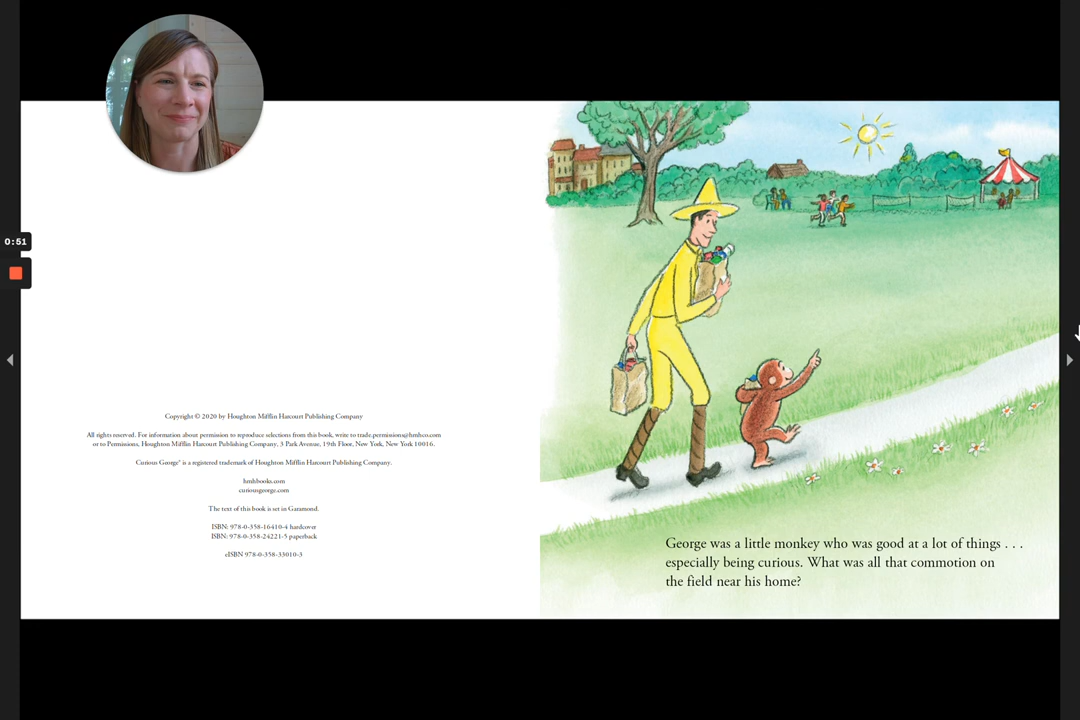 0:51
Copyright © 2020 by Houghton Mifflin Harcourt Publishing Company
All rights reserved. For information about permission to reproduce selections from this book, write to trade.permissions@hmhco.com
or to Permissions, Houghton Mifflin Harcourt Publishing Company, 3 Park Avenue, 19th Floor, New York, New York 10016.
Curious George® is a registered trademark of Houghton Mifflin Harcourt Publishing Company.
hmhbooks.com
curiousgeorge.com
The text of this book is set in Garamond.
ISBN: 978-0-358-16410-4 hardcover
ISBN: 978-0-358-24221-5 paperback
eISBN 978-0-358-33010-3
George was a little monkey who was good at a lot of things . . .
especially being curious. What was all that commotion on
the field near his home?